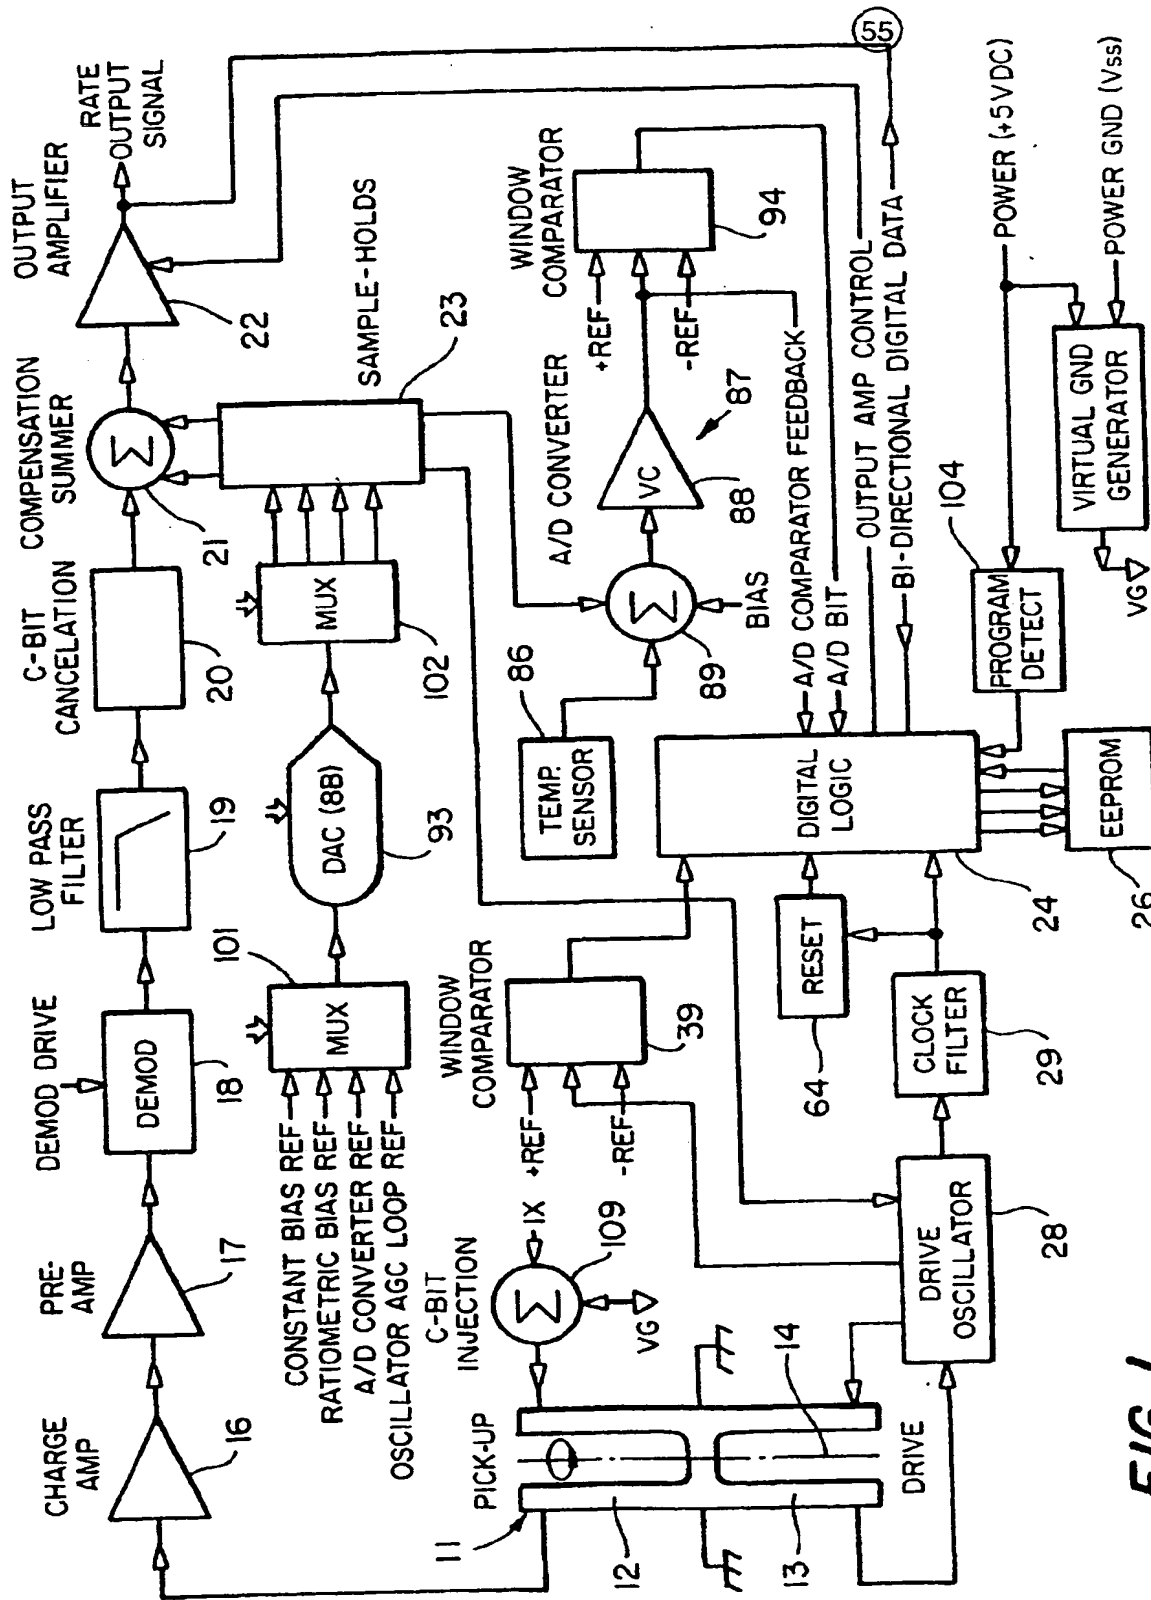 CHARGE
AMP
16
PRE-
AMP
17
DEMOD DRIVE
DEMOD
18
LOW PASS
FILTER
19
C-BIT
CANCELATION
20
COMPENSATION
SUMMER
Σ
21
OUTPUT
AMPLIFIER
22
RATE
OUTPUT
SIGNAL
CONSTANT BIAS REF
RATIOMETRIC BIAS REF
A/D CONVERTER REF
OSCILLATOR AGC LOOP REF
101
MUX
DAC (8B)
93
MUX
102
SAMPLE-HOLDS
23
55
PICK-UP
11
12
13
14
DRIVE
C-BIT
INJECTION
Σ
109
1X
VG
WINDOW
COMPARATOR
+REF
-REF
39
TEMP.
SENSOR
86
A/D CONVERTER
Σ
89
BIAS
VC
88
87
WINDOW
COMPARATOR
+REF
-REF
94
A/D COMPARATOR FEEDBACK
A/D BIT
OUTPUT AMP CONTROL
BI-DIRECTIONAL DIGITAL DATA
DRIVE
OSCILLATOR
28
CLOCK
FILTER
29
RESET
64
DIGITAL
LOGIC
24
EEPROM
26
PROGRAM
DETECT
104
VIRTUAL GND
GENERATOR
VG
POWER (+5VDC)
POWER GND (Vss)
FIG. 1